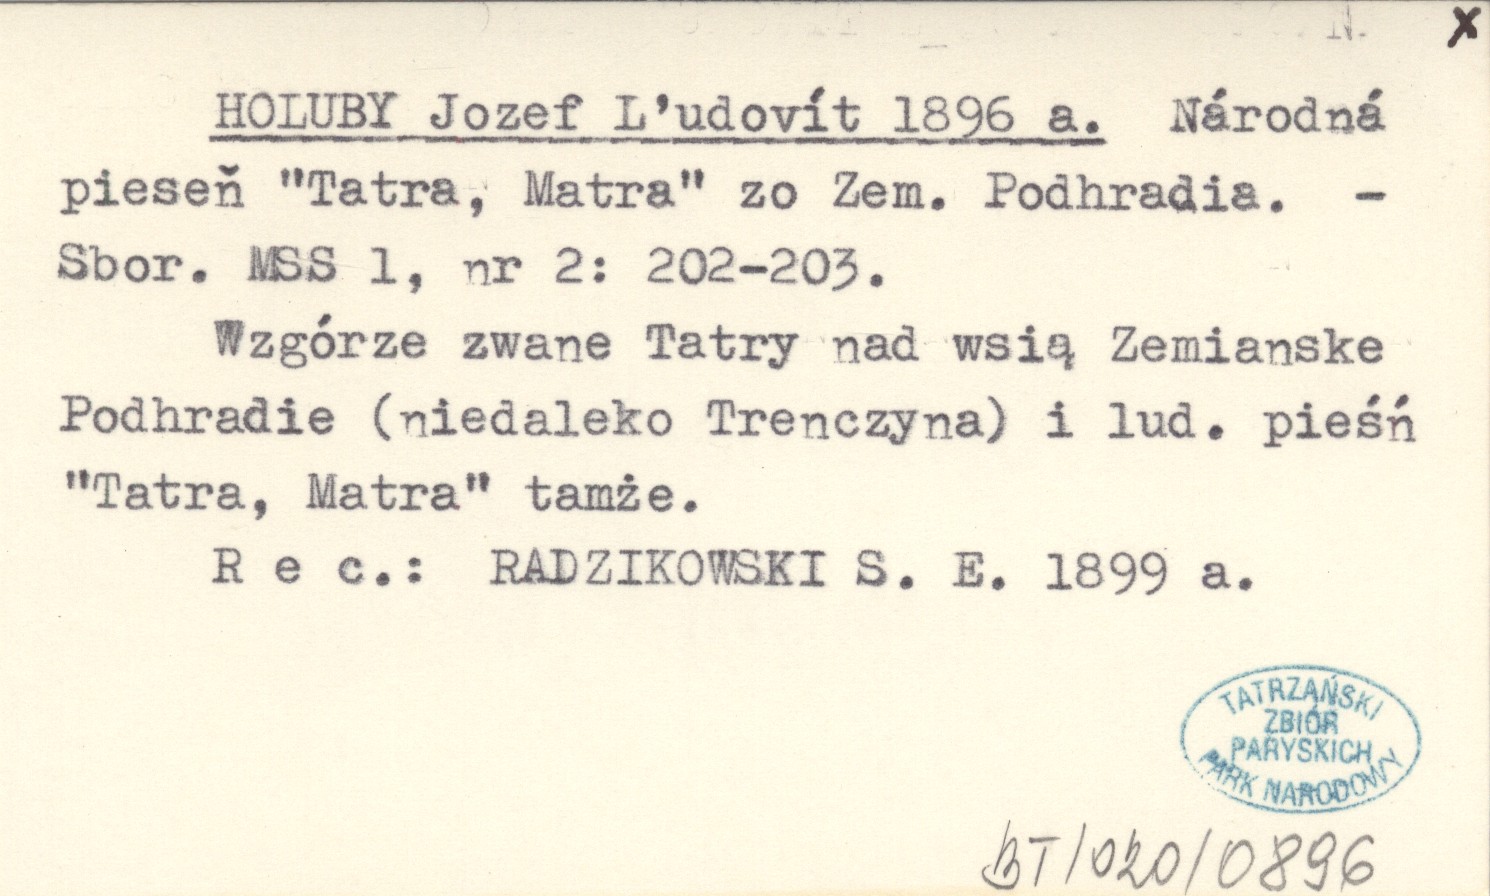 x
HOLUBY Jozef L'udovít 1896 a. Národná
pieseň "Tatra, Matra" zo Zem. Podhradia. -
Sbor. MSS 1, nr 2: 202-203.
Wzgórze zwane Tatry nad wsią Zemianske
Podhradie (niedaleko Trenczyna) i lud. pieśń
"Tatra, Matra" tamże.
R e c.: RADZIKOWSKI S. E. 1899 a.
TATRZAŃSKI
ZBIÓR
PARYSKICH
PARK NARODOWY
BT/020/0896